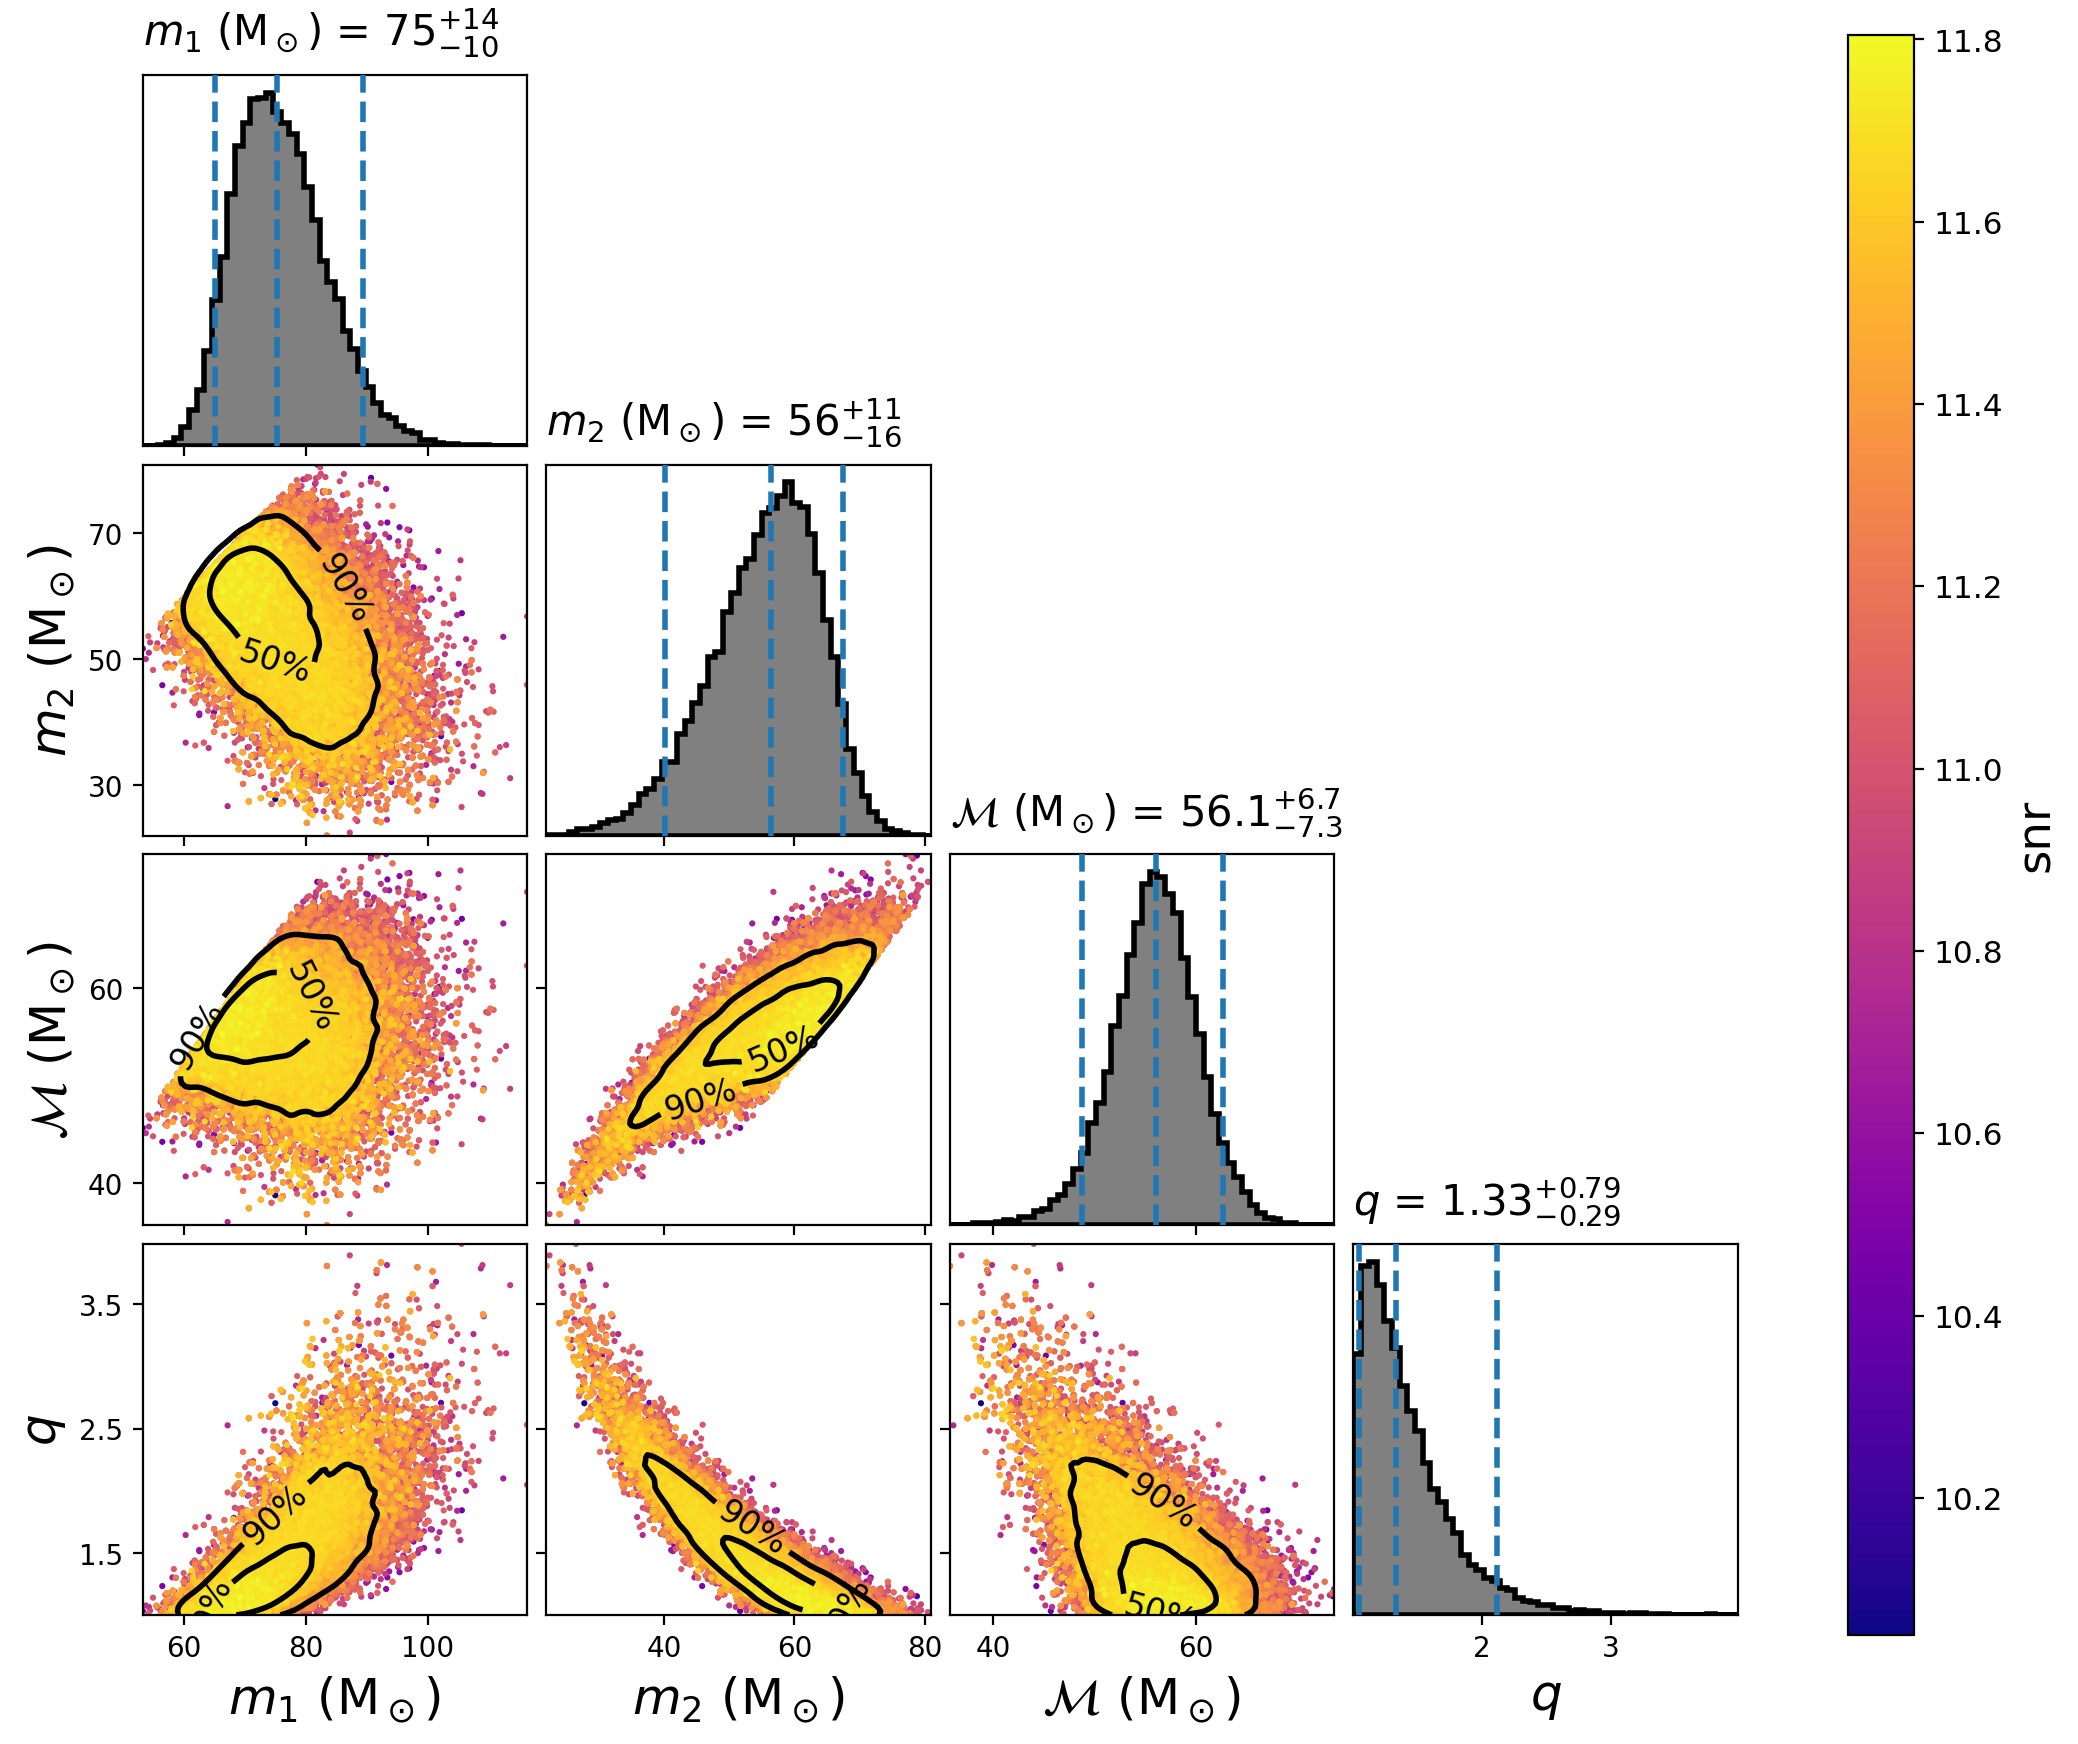 m₁ (M⊙) = 75⁺¹⁴₋₁₀
11.8
11.6
11.4
11.2
11.0
10.8
10.6
10.4
10.2
snr
m₂ (M⊙) = 56⁺¹¹₋₁₆
m₂ (M⊙)
70
50
30
90%
50%
ℳ (M⊙) = 56.1⁺⁶·⁷₋₇.₃
ℳ (M⊙)
60
40
50%
90%
50%
90%
q = 1.33⁺⁰·⁷⁹₋₀.₂₉
q
3.5
2.5
1.5
90%
%
90%
0%
90%
50%
60 80 100
40 60 80
40 60
2 3
m₁ (M⊙)
m₂ (M⊙)
ℳ (M⊙)
q